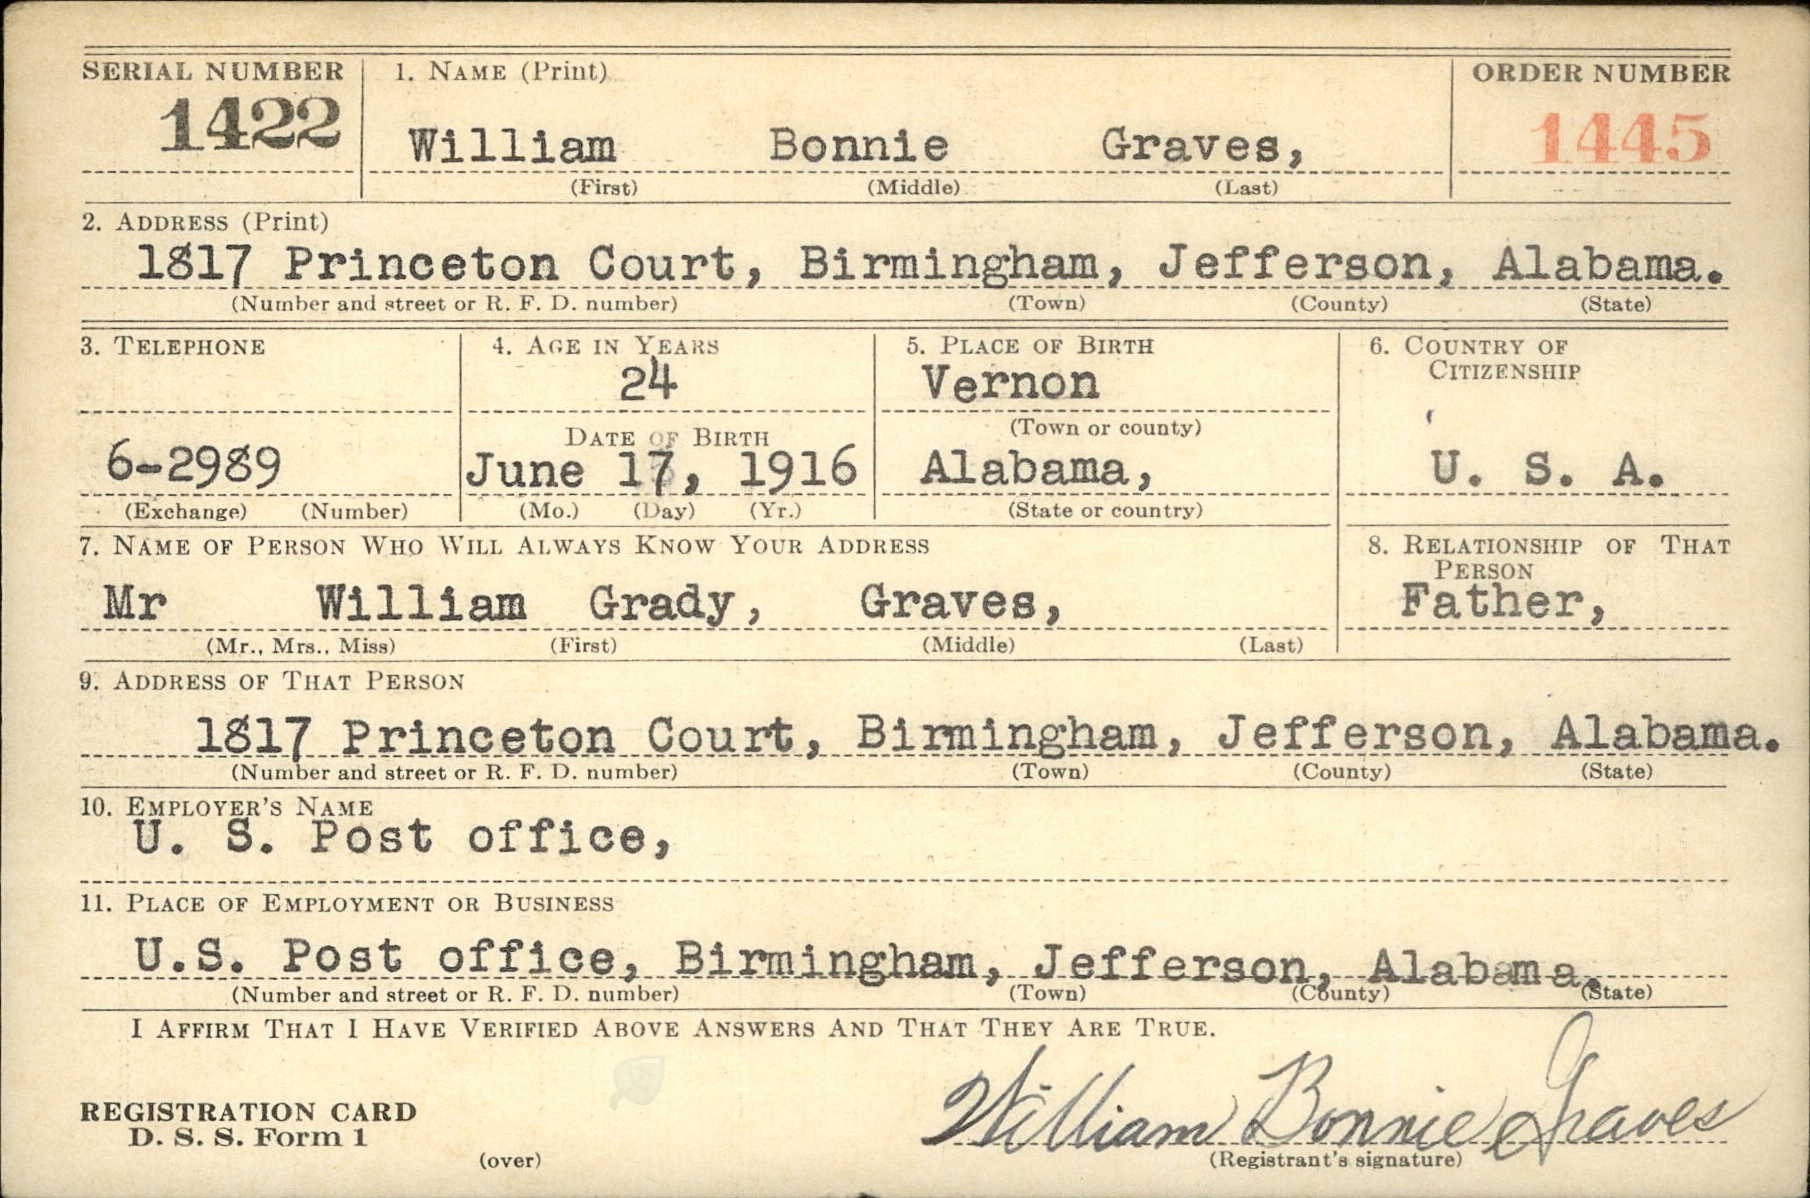 SERIAL NUMBER 1. NAME (Print) ORDER NUMBER
1422 William Bonnie Graves, 1445
(First) (Middle) (Last)
2. ADDRESS (Print)
1817 Princeton Court, Birmingham, Jefferson, Alabama.
(Number and street or R. F. D. number) (Town) (County) (State)
3. TELEPHONE 4. AGE IN YEARS 5. PLACE OF BIRTH 6. COUNTRY OF
CITIZENSHIP
24 Vernon
DATE OF BIRTH (Town or county)
6-2989 June 17, 1916 Alabama, U. S. A.
(Exchange) (Number) (Mo.) (Day) (Yr.) (State or country)
7. NAME OF PERSON WHO WILL ALWAYS KNOW YOUR ADDRESS 8. RELATIONSHIP OF THAT
PERSON
Mr William Grady, Graves, Father,
(Mr., Mrs., Miss) (First) (Middle) (Last)
9. ADDRESS OF THAT PERSON
1817 Princeton Court, Birmingham, Jefferson, Alabama.
(Number and street or R. F. D. number) (Town) (County) (State)
10. EMPLOYER'S NAME
U. S. Post office,
11. PLACE OF EMPLOYMENT OR BUSINESS
U.S. Post office, Birmingham, Jefferson, Alabama.
(Number and street or R. F. D. number) (Town) (County) (State)
I AFFIRM THAT I HAVE VERIFIED ABOVE ANSWERS AND THAT THEY ARE TRUE.
William Bonnie Graves
REGISTRATION CARD
D. S. S. Form 1
(over) (Registrant's signature)